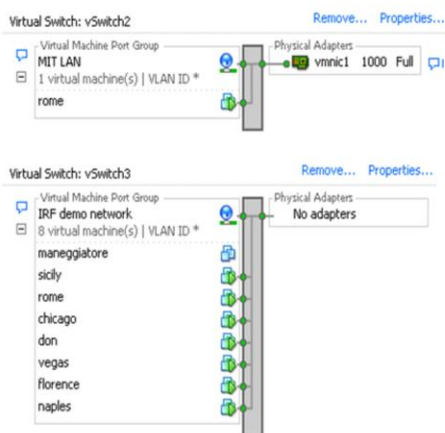 Virtual Switch: vSwitch2 Remove... Properties...
Virtual Machine Port Group Physical Adapters
MIT LAN vmnic1 1000 Full
1 virtual machine(s) | VLAN ID *
rome
Virtual Switch: vSwitch3 Remove... Properties...
Virtual Machine Port Group Physical Adapters
IRF demo network No adapters
8 virtual machine(s) | VLAN ID *
maneggiatore
sicily
rome
chicago
don
vegas
florence
naples